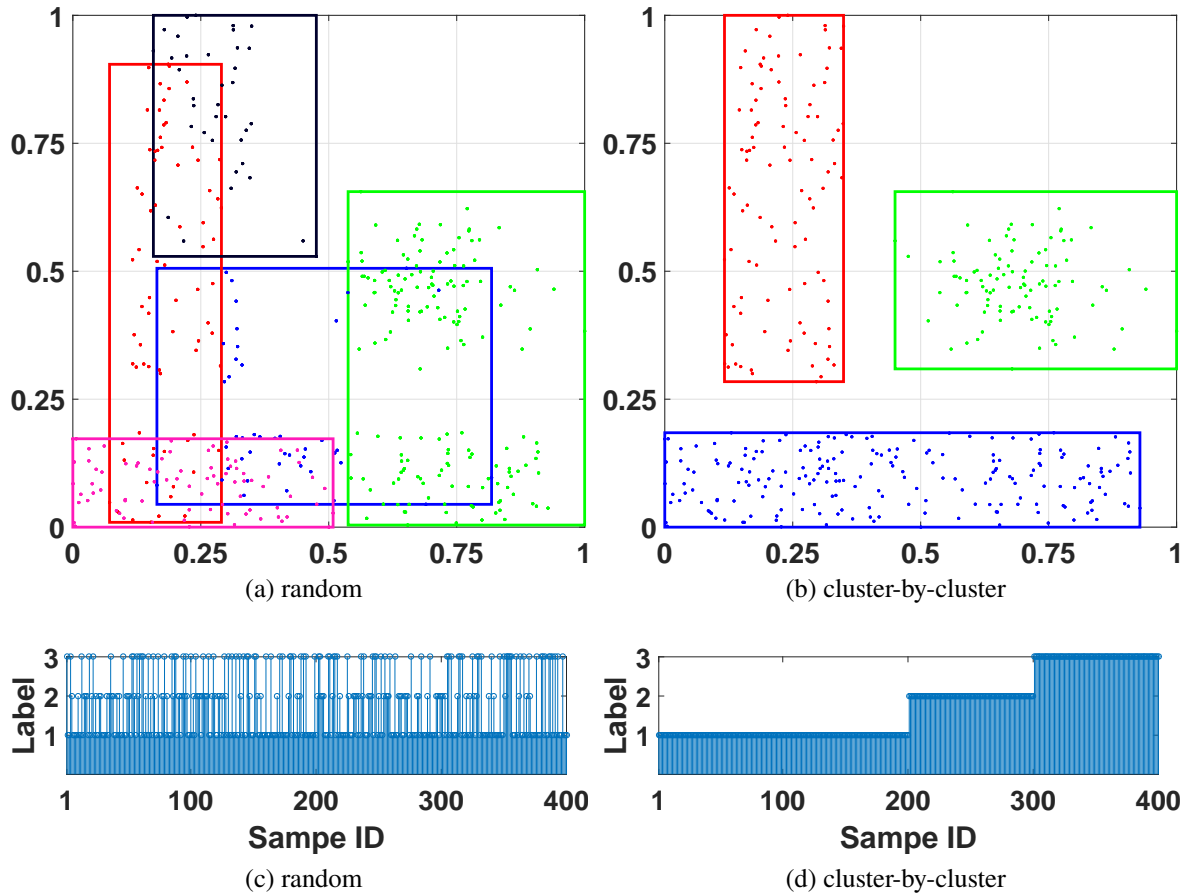 1
0.75
0.5
0.25
0
0 0.25 0.5 0.75 1
(a) random
1
0.75
0.5
0.25
0
0 0.25 0.5 0.75 1
(b) cluster-by-cluster
3
2
1
Label
1 100 200 300 400
Sampe ID
(c) random
3
2
1
Label
1 100 200 300 400
Sampe ID
(d) cluster-by-cluster